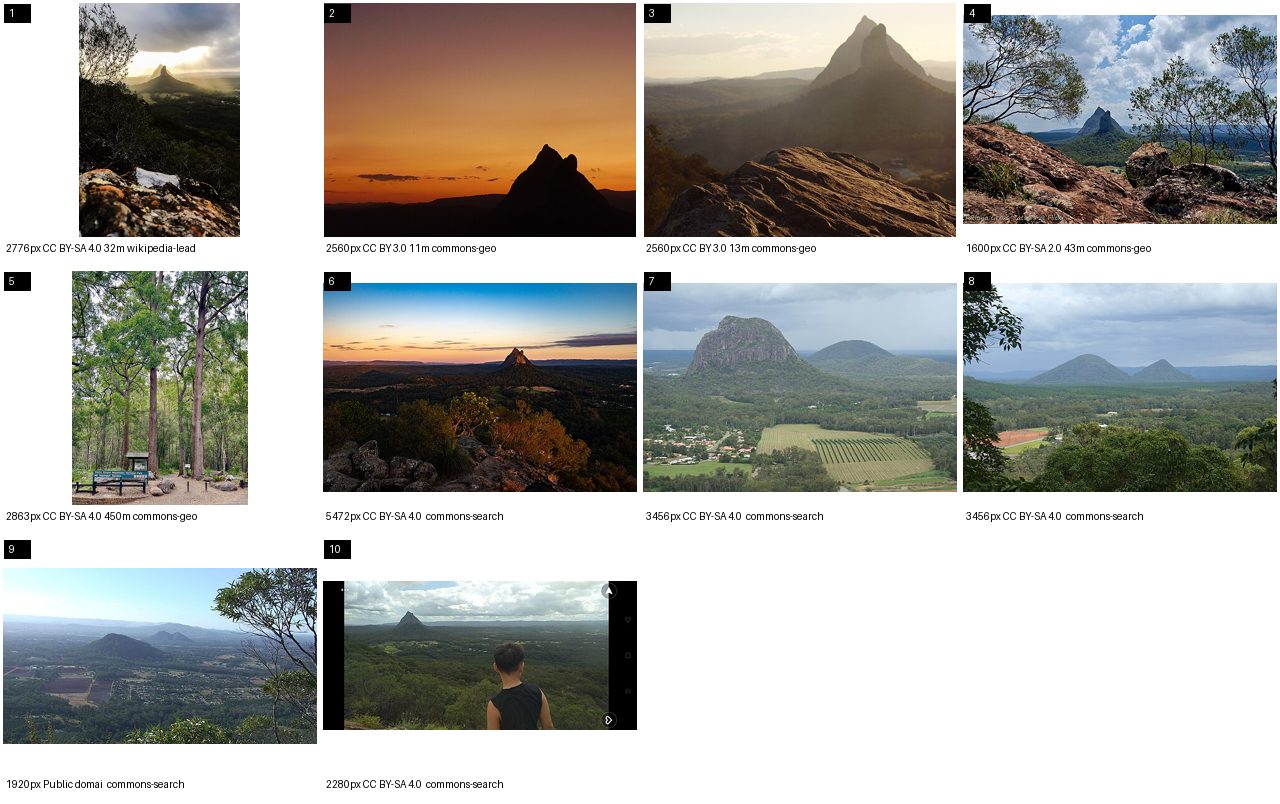 1
2
3
4
2776px CC BY-SA 4.0 32m wikipedia-lead
2560px CC BY 3.0 11m commons-geo
2560px CC BY 3.0 13m commons-geo
1600px CC BY-SA 2.0 43m commons-geo
5
6
7
8
2863px CC BY-SA 4.0 450m commons-geo
5472px CC BY-SA 4.0 commons-search
3456px CC BY-SA 4.0 commons-search
3456px CC BY-SA 4.0 commons-search
9
10
1920px Public domai commons-search
2280px CC BY-SA 4.0 commons-search